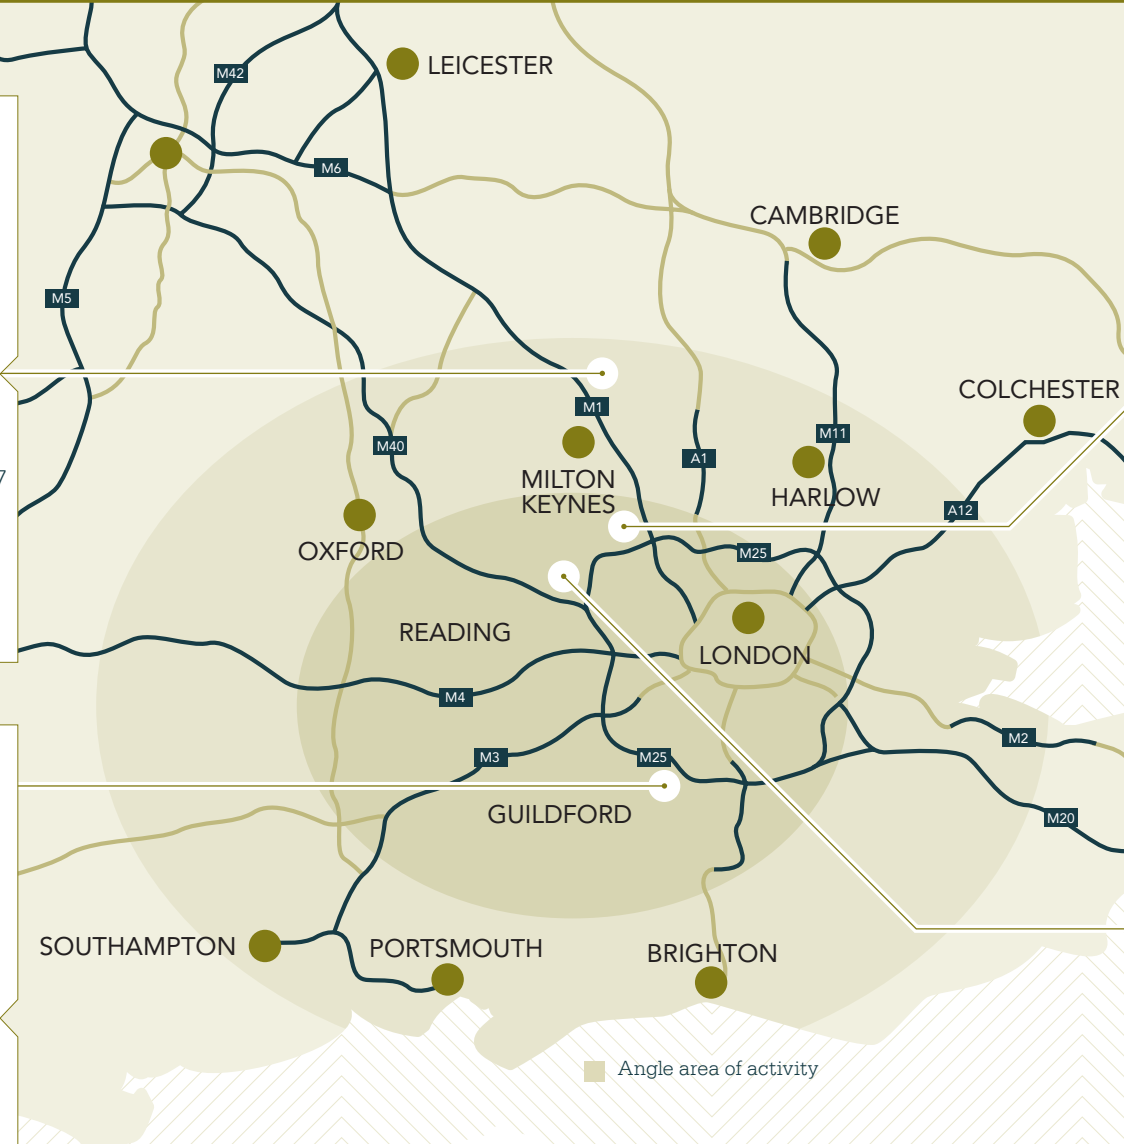 LEICESTER
M42
M6
CAMBRIDGE
M5
COLCHESTER
M1
M11
M40
A1
MILTON
KEYNES
HARLOW
A12
OXFORD
M25
READING
LONDON
M4
M2
M3
M25
GUILDFORD
M20
SOUTHAMPTON
PORTSMOUTH
BRIGHTON
Angle area of activity